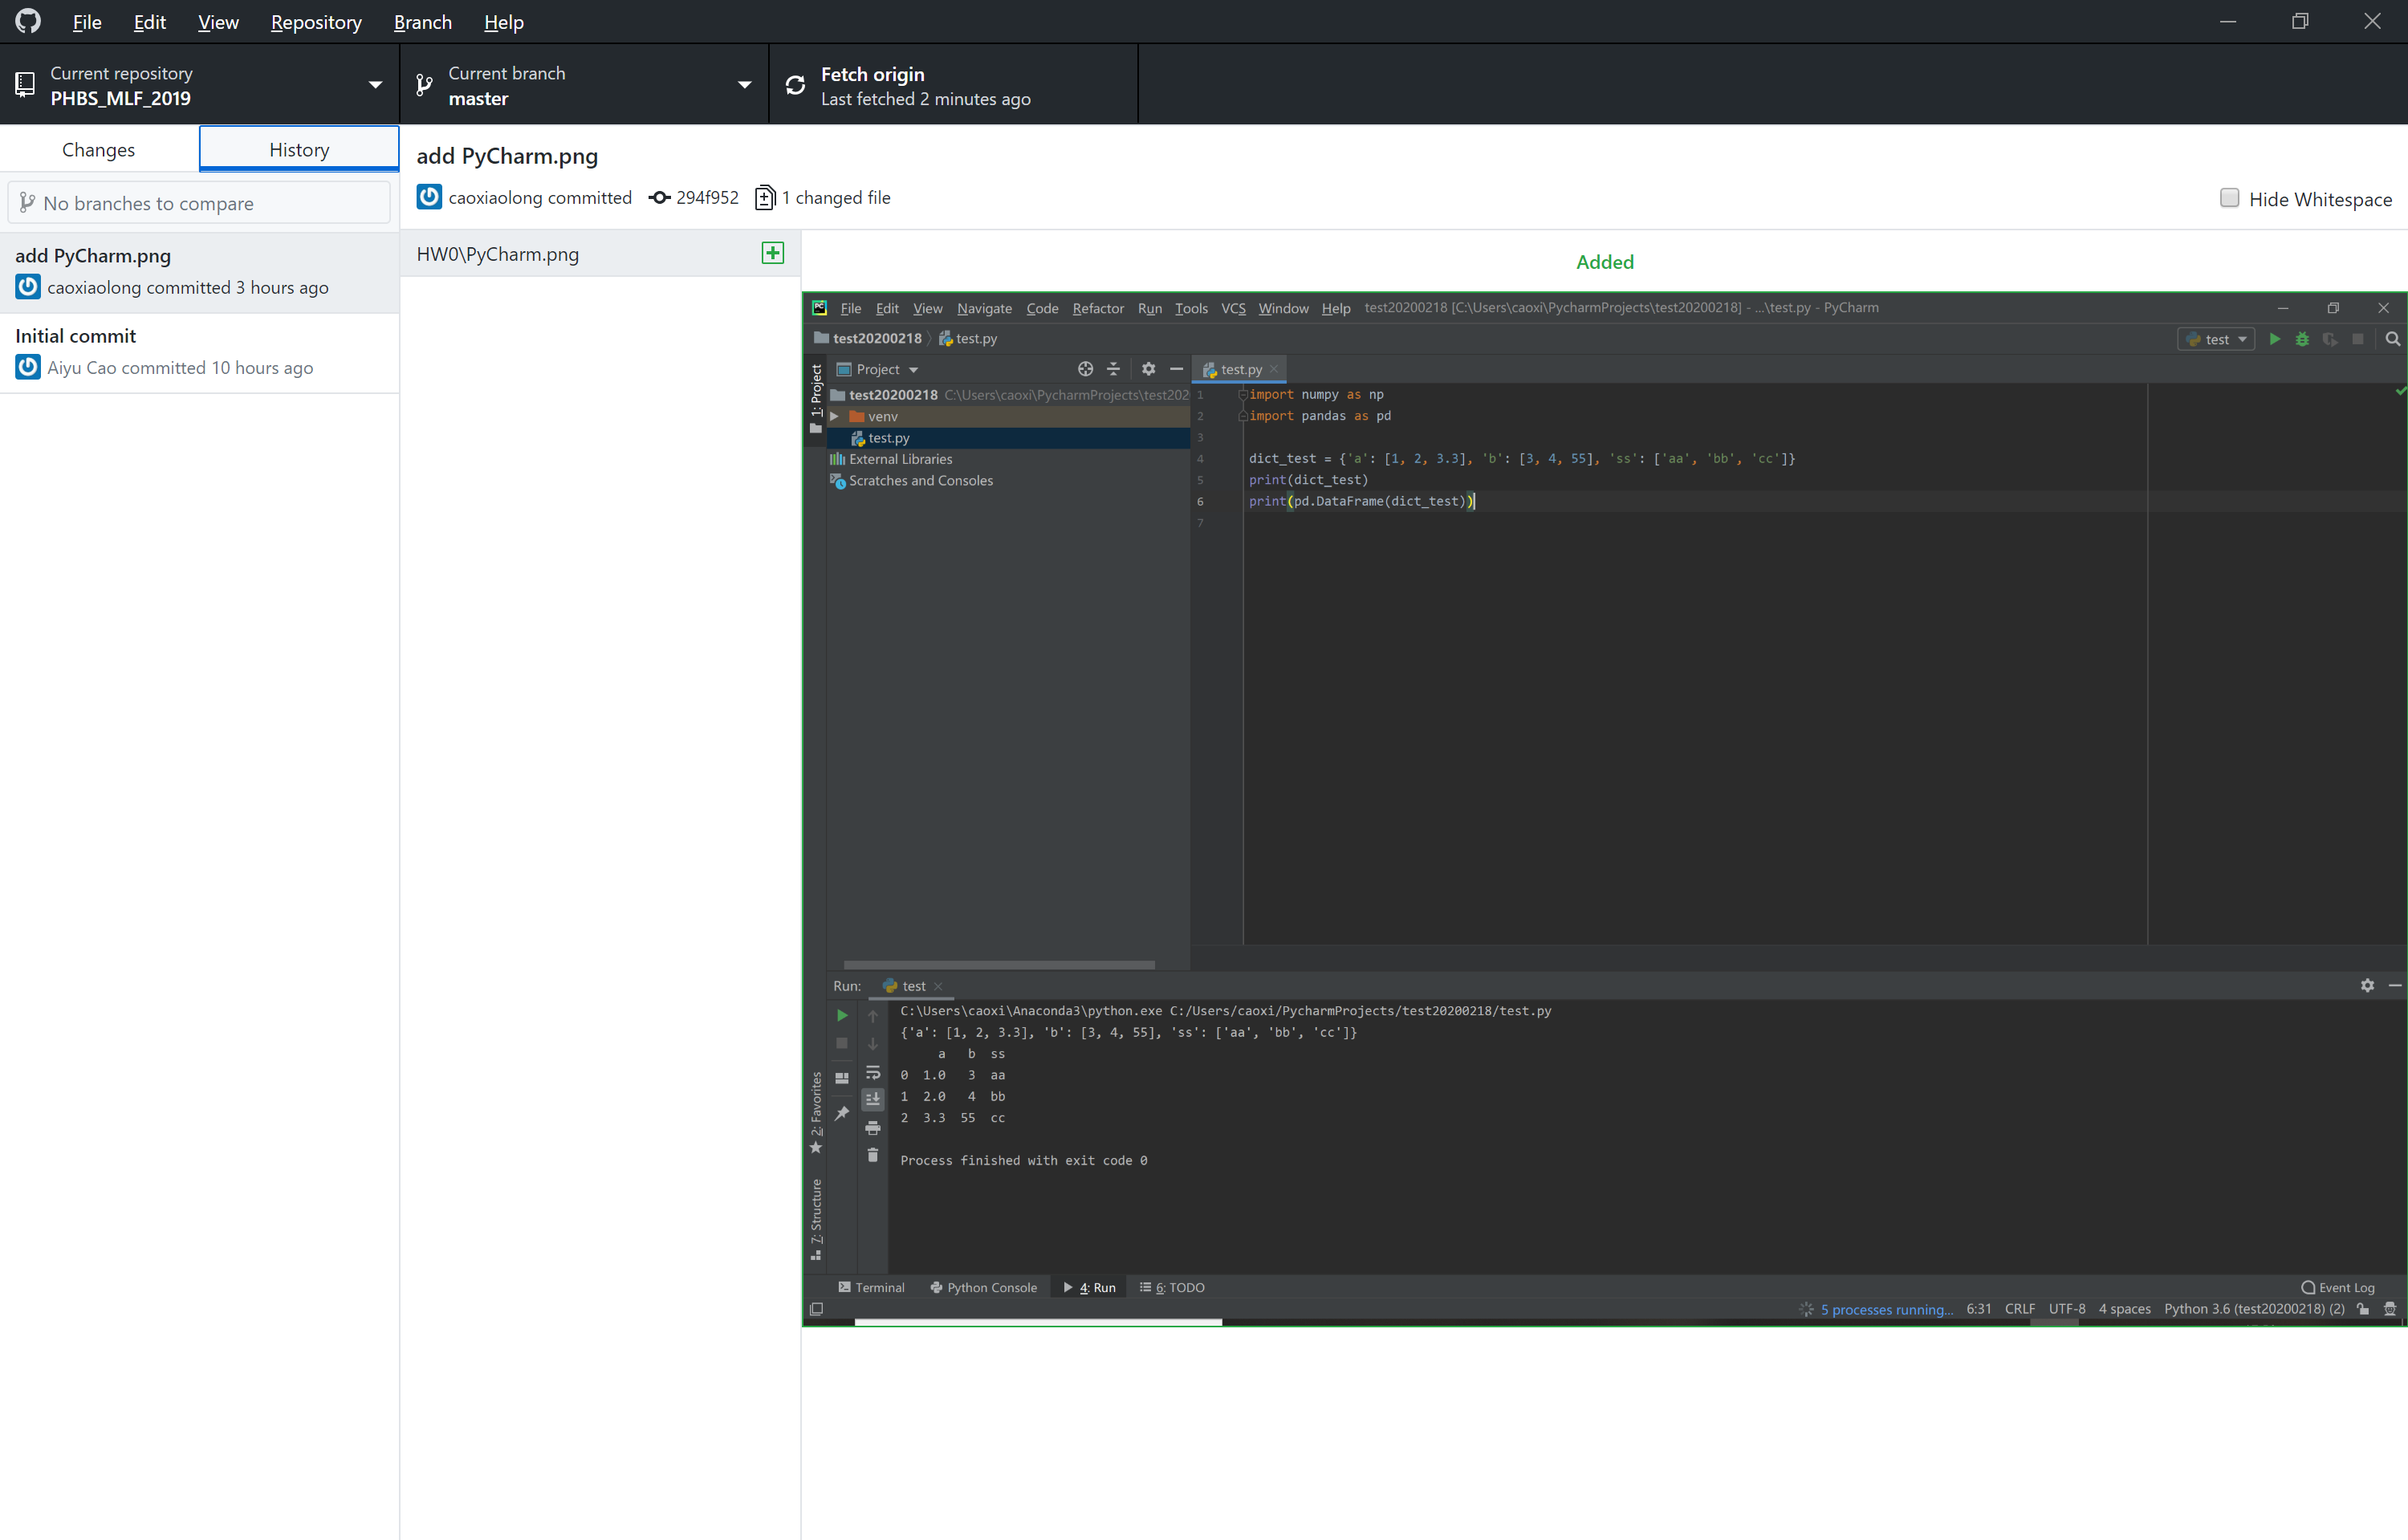 File Edit View Repository Branch Help
Current repository
PHBS_MLF_2019
Current branch
master
Fetch origin
Last fetched 2 minutes ago
Changes
History
No branches to compare
add PyCharm.png
caoxiaolong committed 3 hours ago
Initial commit
Aiyu Cao committed 10 hours ago
add PyCharm.png
caoxiaolong committed 294f952 1 changed file
Hide Whitespace
HW0\PyCharm.png
Added
PC File Edit View Navigate Code Refactor Run Tools VCS Window Help test20200218 [C:\Users\caoxi\PycharmProjects\test20200218] - ...\test.py - PyCharm
test20200218 test.py
test
1: Project
Project
test20200218 C:\Users\caoxi\PycharmProjects\test202
venv
test.py
External Libraries
Scratches and Consoles
test.py
1 import numpy as np
2 import pandas as pd
3
4 dict_test = {'a': [1, 2, 3.3], 'b': [3, 4, 55], 'ss': ['aa', 'bb', 'cc']}
5 print(dict_test)
6 print(pd.DataFrame(dict_test))
7
Run: test
C:\Users\caoxi\Anaconda3\python.exe C:/Users/caoxi/PycharmProjects/test20200218/test.py
{'a': [1, 2, 3.3], 'b': [3, 4, 55], 'ss': ['aa', 'bb', 'cc']}
a b ss
0 1.0 3 aa
1 2.0 4 bb
2 3.3 55 cc
Process finished with exit code 0
2: Favorites
7: Structure
Terminal Python Console 4: Run 6: TODO
Event Log
5 processes running... 6:31 CRLF UTF-8 4 spaces Python 3.6 (test20200218) (2)